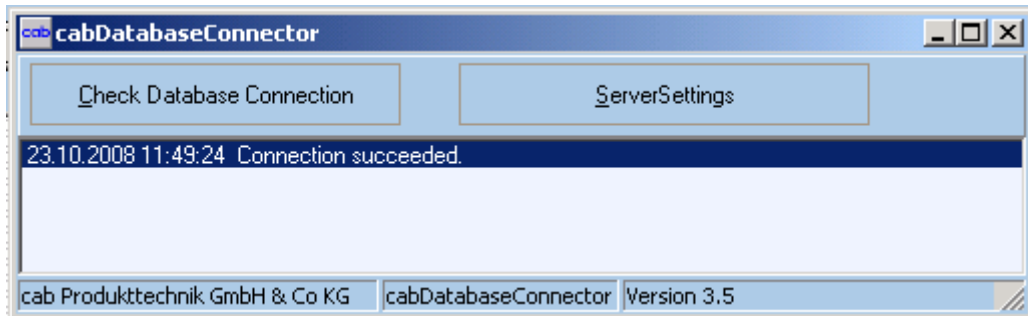 cab cabDatabaseConnector
Check Database Connection ServerSettings
23.10.2008 11:49:24 Connection succeeded.
cab Produkttechnik GmbH & Co KG cabDatabaseConnector Version 3.5